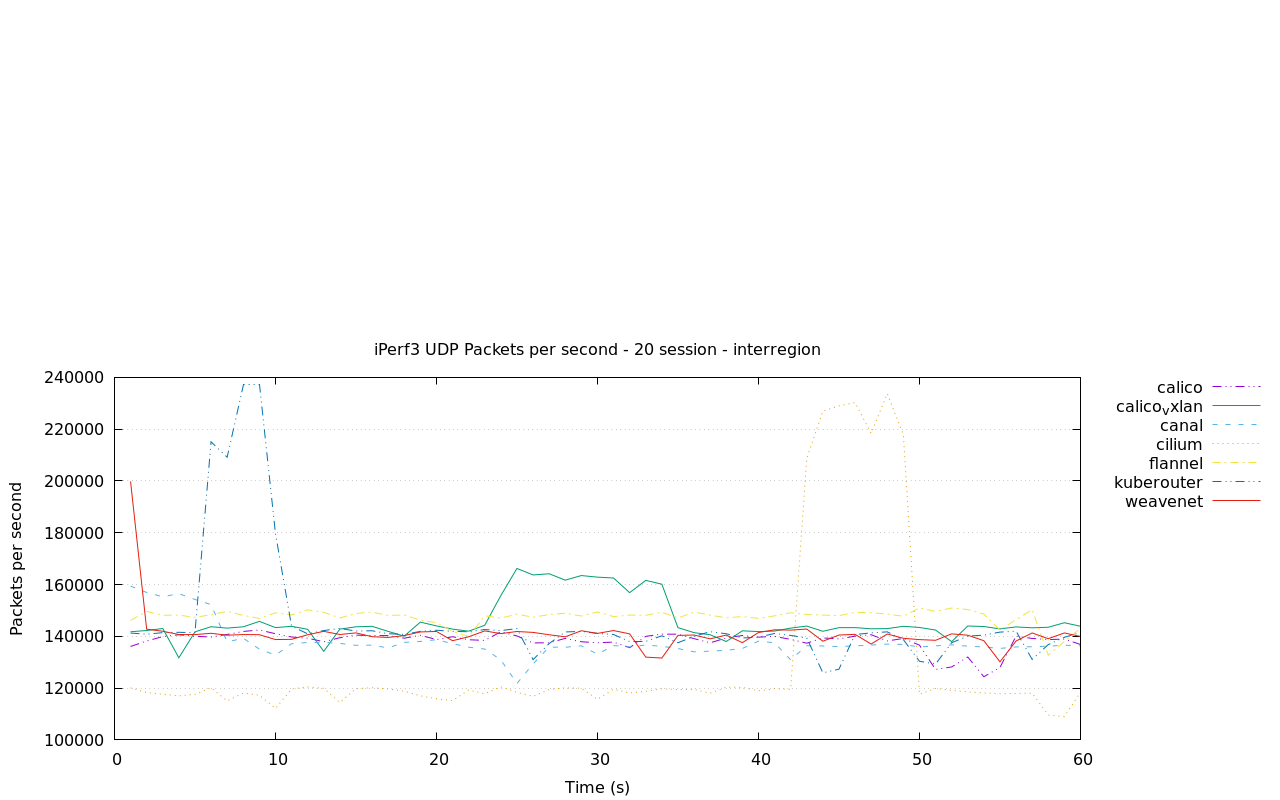 iPerf3 UDP Packets per second - 20 session - interregion
240000
220000
200000
180000
160000
140000
120000
100000
0 10 20 30 40 50 60
Packets per second
Time (s)
calico
calicovxlan
canal
cilium
flannel
kuberouter
weavenet